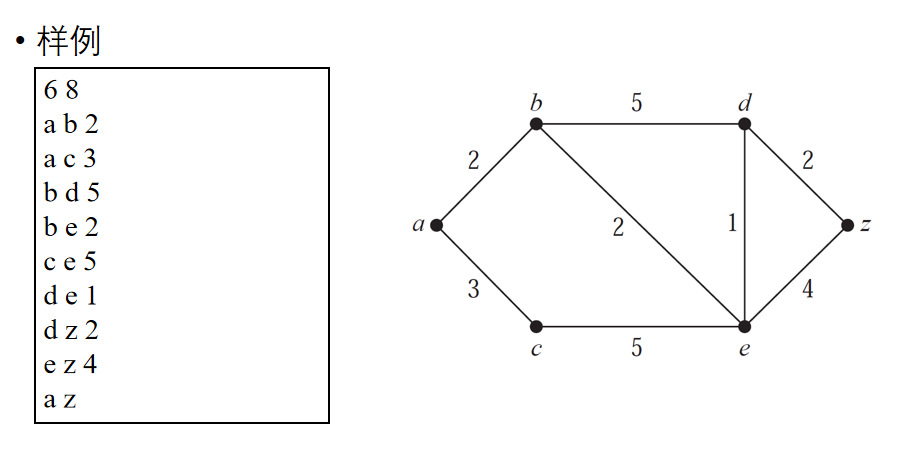 • 样例
6 8
a b 2
a c 3
b d 5
b e 2
c e 5
d e 1
d z 2
e z 4
a z
b 5 d
2 2
a 2 1 z
3 4
c 5 e